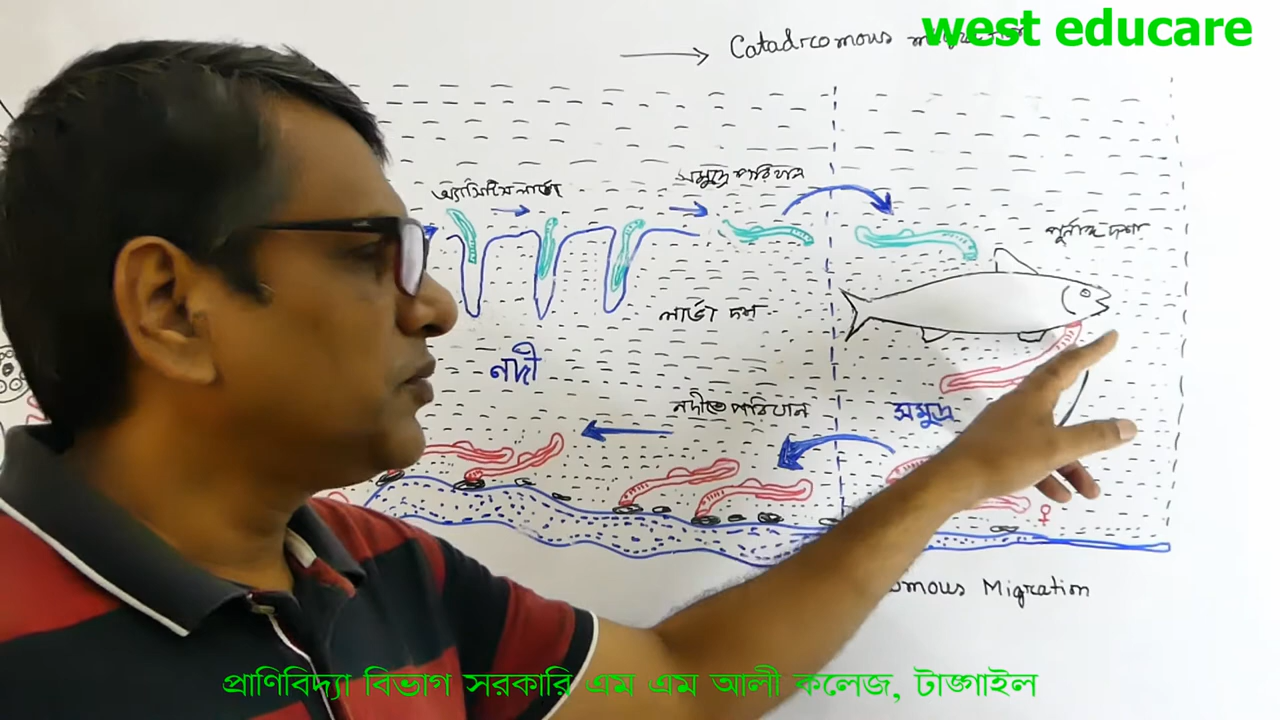 west educare
Catadromous
অ্যামোসিটিস লার্ভা
সমুদ্রে পরিযান
পূর্ণাঙ্গ দশা
লার্ভা দশা
নদী
নদীতে পরিযান
সমুদ্র
♀
omous Migration
প্রাণিবিদ্যা বিভাগ সরকারি এম এম আলী কলেজ, টাঙ্গাইল